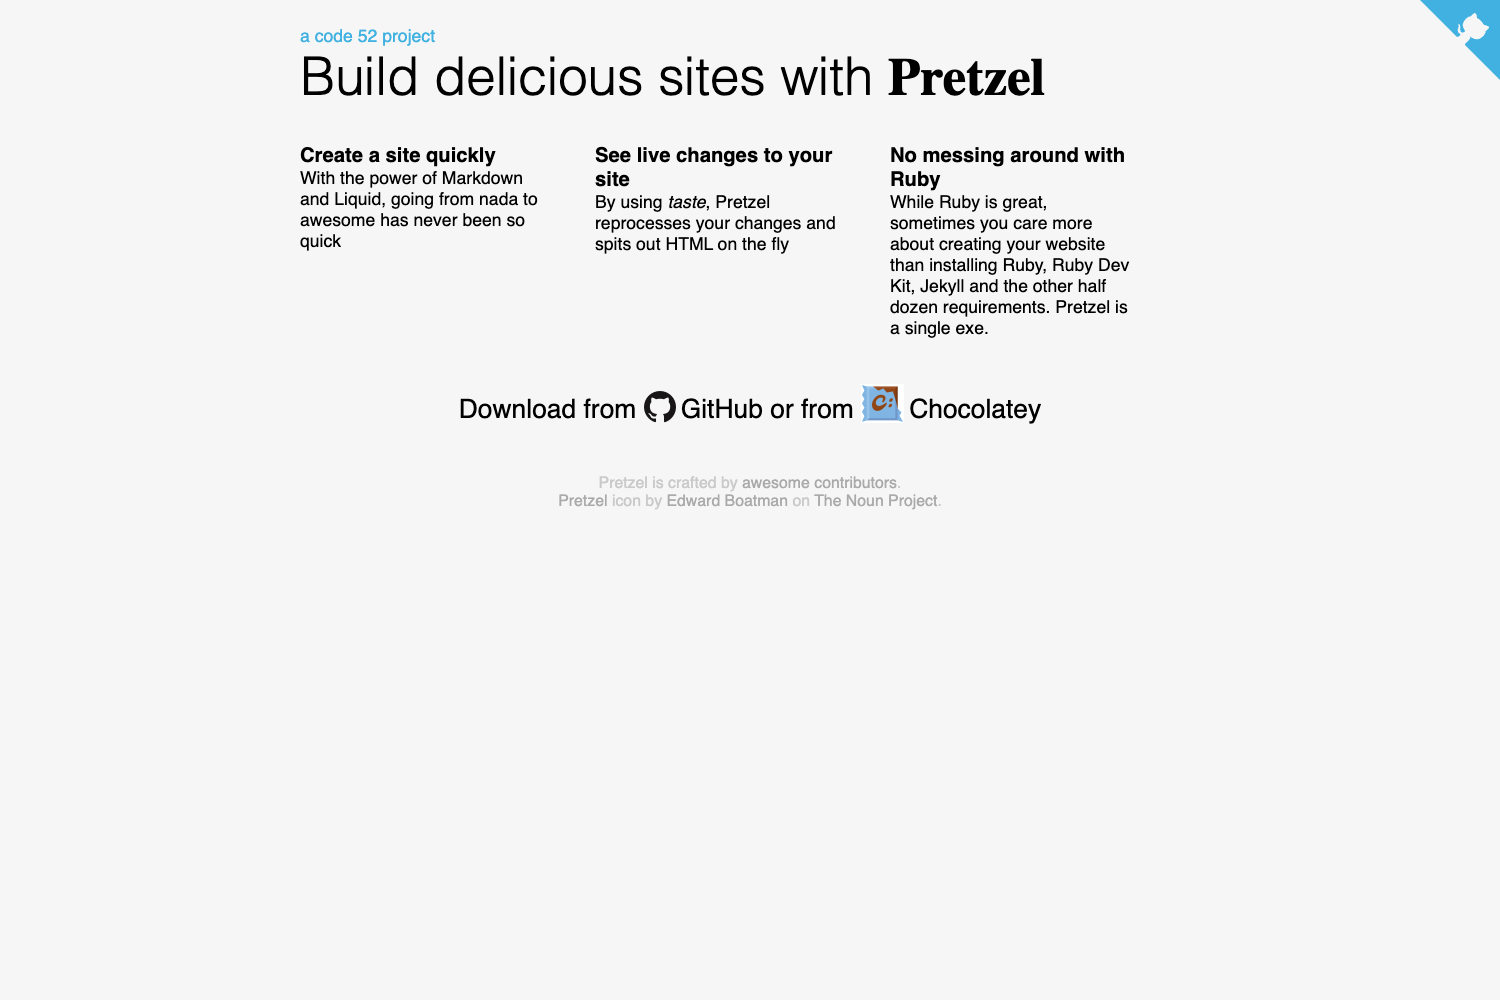 a code 52 project
Build delicious sites with Pretzel
Create a site quickly
With the power of Markdown
and Liquid, going from nada to
awesome has never been so
quick
See live changes to your
site
By using taste, Pretzel
reprocesses your changes and
spits out HTML on the fly
No messing around with
Ruby
While Ruby is great,
sometimes you care more
about creating your website
than installing Ruby, Ruby Dev
Kit, Jekyll and the other half
dozen requirements. Pretzel is
a single exe.
Download from GitHub or from C: Chocolatey
Pretzel is crafted by awesome contributors.
Pretzel icon by Edward Boatman on The Noun Project.